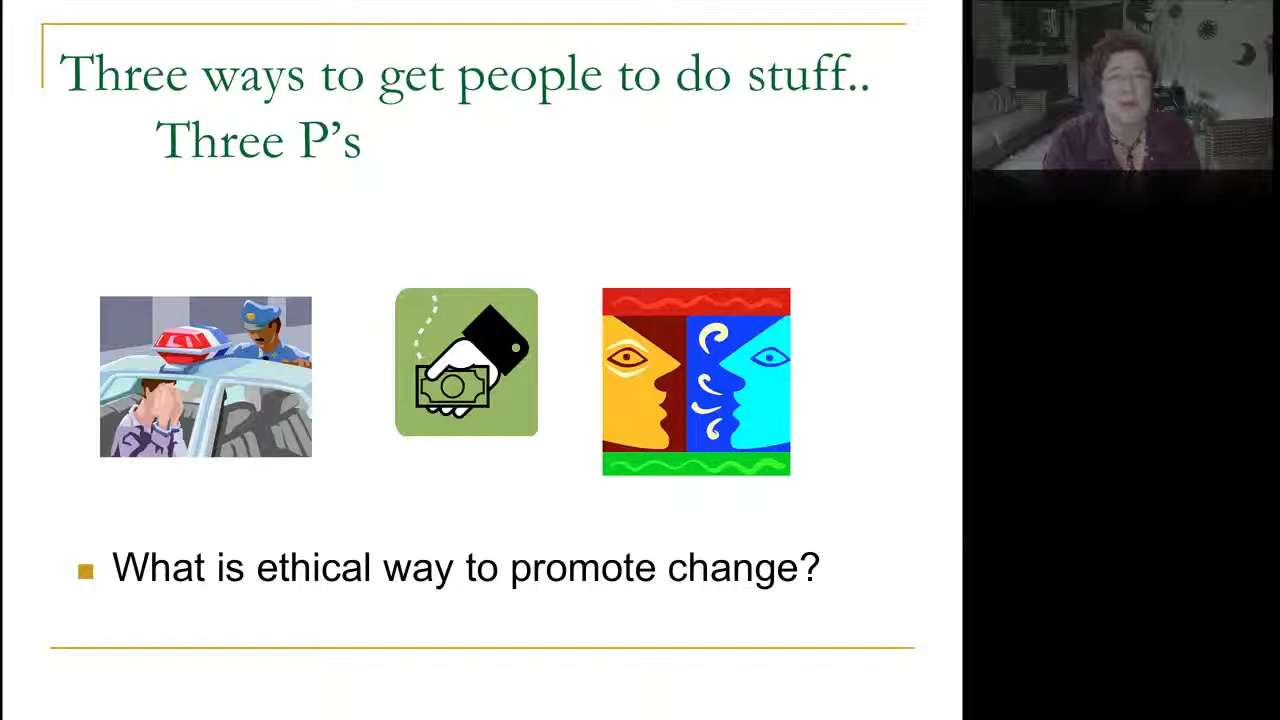 Three ways to get people to do stuff..
Three P’s
What is ethical way to promote change?